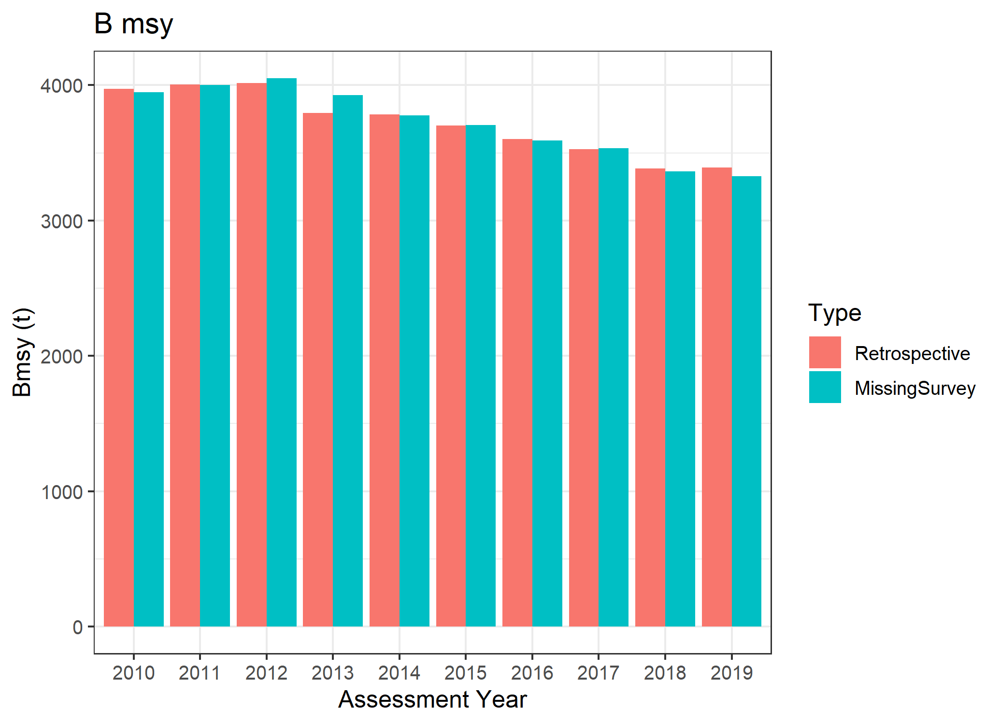 B msy
4000
3000
2000
1000
0
Bmsy (t)
2010 2011 2012 2013 2014 2015 2016 2017 2018 2019
Assessment Year
Type
Retrospective
MissingSurvey